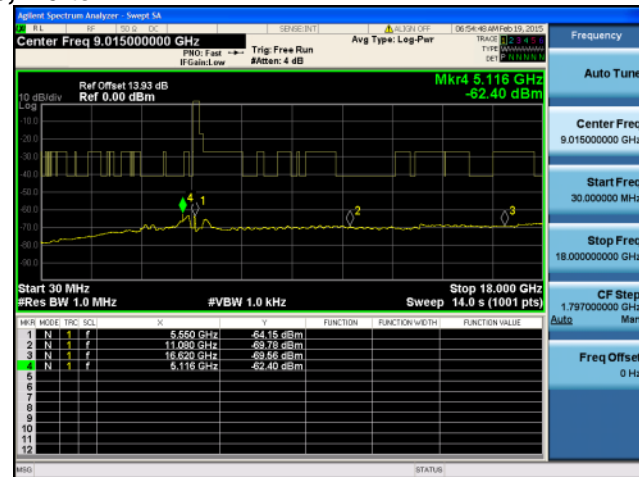 Agilent Spectrum Analyzer - Swept SA
RL RF 50 Ω DC SENSE:INT ALIGN OFF 06:54:48 AM Feb 19, 2015
Center Freq 9.015000000 GHz
PNO: Fast
IFGain:Low
Trig: Free Run
#Atten: 4 dB
Avg Type: Log-Pwr
TRACE 1 2 3 4 5 6
TYPE
DET P N N N N N
Frequency
Auto Tune
Center Freq
9.015000000 GHz
Start Freq
30.000000 MHz
Stop Freq
18.000000000 GHz
CF Step
1.797000000 GHz
Auto Man
Freq Offset
0 Hz
Ref Offset 13.93 dB
10 dB/div Ref 0.00 dBm
Log
Mkr4 5.116 GHz
-62.40 dBm
-10.0
-20.0
-30.0
-40.0
-50.0
-60.0
-70.0
-80.0
-90.0
4 1 2 3
Start 30 MHz Stop 18.000 GHz
#Res BW 1.0 MHz #VBW 1.0 kHz Sweep 14.0 s (1001 pts)
MKR MODE TRC SCL X Y FUNCTION FUNCTION WIDTH FUNCTION VALUE
1 N 1 f 5.550 GHz -64.15 dBm
2 N 1 f 11.080 GHz -69.78 dBm
3 N 1 f 16.620 GHz -69.56 dBm
4 N 1 f 5.116 GHz -62.40 dBm
5
6
7
8
9
10
11
12
MSG STATUS